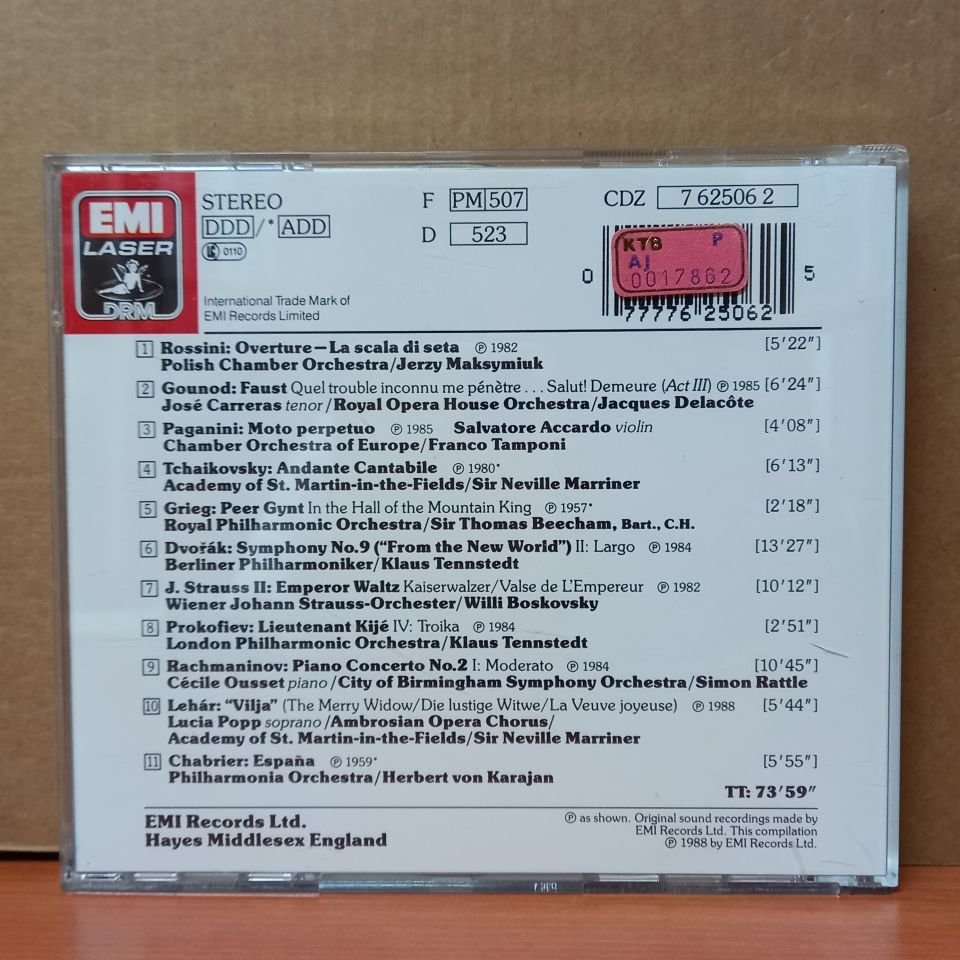 EMI
LASER
DRM
STEREO
DDD/*ADD
0110
F PM 507
D 523
CDZ 7 62506 2
KTB P
AJ
0017862
0 77776 25062 5
International Trade Mark of
EMI Records Limited
1 Rossini: Overture–La scala di seta ℗ 1982 [5′22″]
Polish Chamber Orchestra/Jerzy Maksymiuk
2 Gounod: Faust Quel trouble inconnu me pénètre . . . Salut! Demeure (Act III) ℗ 1985 [6′24″]
José Carreras tenor/Royal Opera House Orchestra/Jacques Delacôte
3 Paganini: Moto perpetuo ℗ 1985 Salvatore Accardo violin [4′08″]
Chamber Orchestra of Europe/Franco Tamponi
4 Tchaikovsky: Andante Cantabile ℗ 1980* [6′13″]
Academy of St. Martin-in-the-Fields/Sir Neville Marriner
5 Grieg: Peer Gynt In the Hall of the Mountain King ℗ 1957* [2′18″]
Royal Philharmonic Orchestra/Sir Thomas Beecham, Bart., C.H.
6 Dvořák: Symphony No.9 (“From the New World”) II: Largo ℗ 1984 [13′27″]
Berliner Philharmoniker/Klaus Tennstedt
7 J. Strauss II: Emperor Waltz Kaiserwalzer/Valse de L'Empereur ℗ 1982 [10′12″]
Wiener Johann Strauss-Orchester/Willi Boskovsky
8 Prokofiev: Lieutenant Kijé IV: Troika ℗ 1984 [2′51″]
London Philharmonic Orchestra/Klaus Tennstedt
9 Rachmaninov: Piano Concerto No.2 I: Moderato ℗ 1984 [10′45″]
Cécile Ousset piano/City of Birmingham Symphony Orchestra/Simon Rattle
10 Lehár: “Vilja” (The Merry Widow/Die lustige Witwe/La Veuve joyeuse) ℗ 1988 [5′44″]
Lucia Popp soprano/Ambrosian Opera Chorus/
Academy of St. Martin-in-the-Fields/Sir Neville Marriner
11 Chabrier: España ℗ 1959* [5′55″]
Philharmonia Orchestra/Herbert von Karajan
TT: 73′59″
EMI Records Ltd.
Hayes Middlesex England
℗ as shown. Original sound recordings made by
EMI Records Ltd. This compilation
℗ 1988 by EMI Records Ltd.